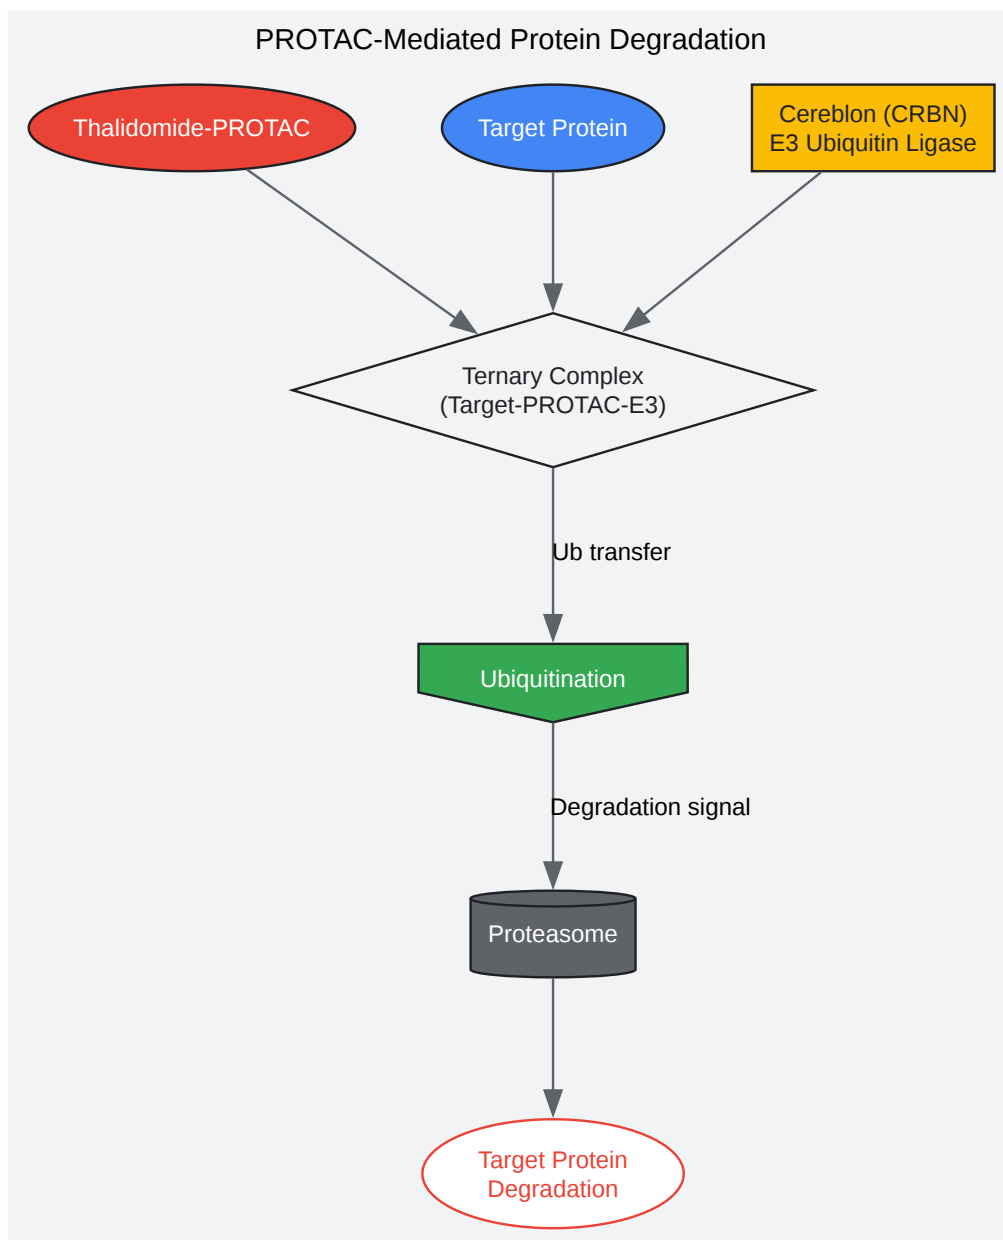 PROTAC-Mediated Protein Degradation
Thalidomide-PROTAC
Target Protein
Cereblon (CRBN)
E3 Ubiquitin Ligase
Ternary Complex
(Target-PROTAC-E3)
Ub transfer
Ubiquitination
Degradation signal
Proteasome
Target Protein
Degradation